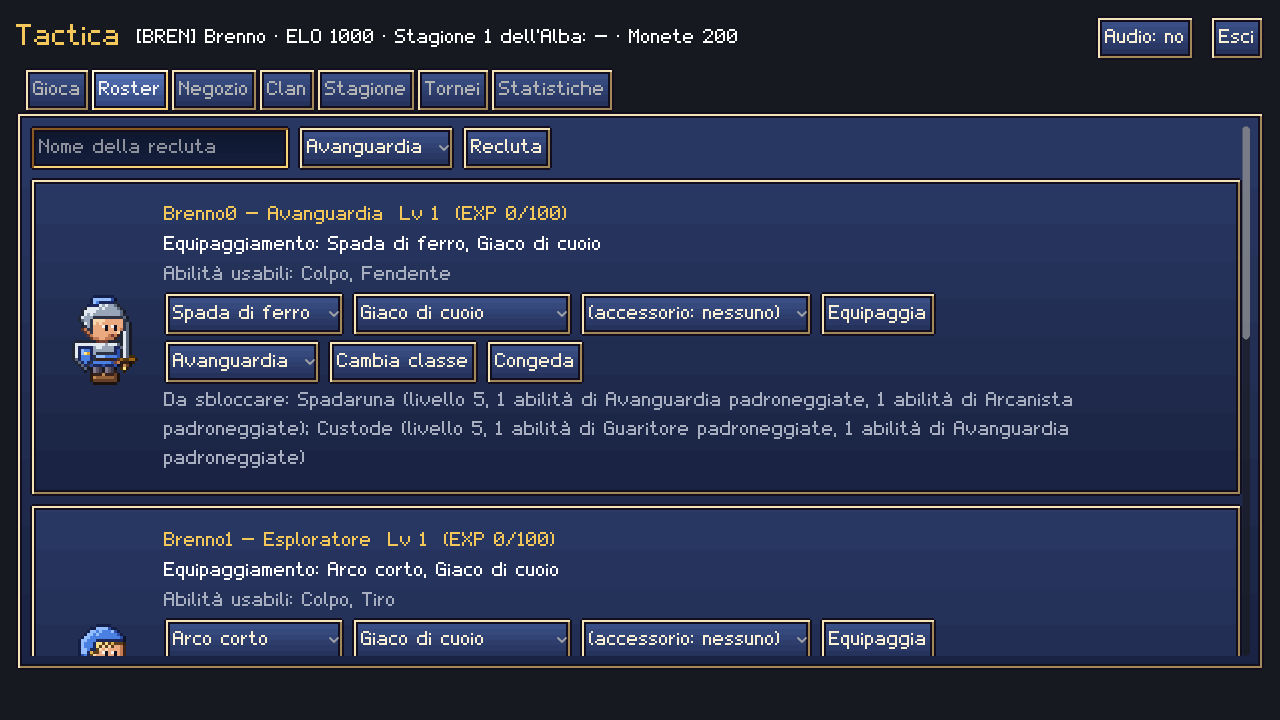 Tactica [BREN] Brenno · ELO 1000 · Stagione 1 dell'Alba: — · Monete 200 Audio: no Esci
Gioca Roster Negozio Clan Stagione Tornei Statistiche
Nome della recluta Avanguardia Recluta
Brenno0 — Avanguardia Lv 1 (EXP 0/100)
Equipaggiamento: Spada di ferro, Giaco di cuoio
Abilità usabili: Colpo, Fendente
Spada di ferro Giaco di cuoio (accessorio: nessuno) Equipaggia
Avanguardia Cambia classe Congeda
Da sbloccare: Spadaruna (livello 5, 1 abilità di Avanguardia padroneggiate, 1 abilità di Arcanista
padroneggiate); Custode (livello 5, 1 abilità di Guaritore padroneggiate, 1 abilità di Avanguardia
padroneggiate)
Brenno1 — Esploratore Lv 1 (EXP 0/100)
Equipaggiamento: Arco corto, Giaco di cuoio
Abilità usabili: Colpo, Tiro
Arco corto Giaco di cuoio (accessorio: nessuno) Equipaggia